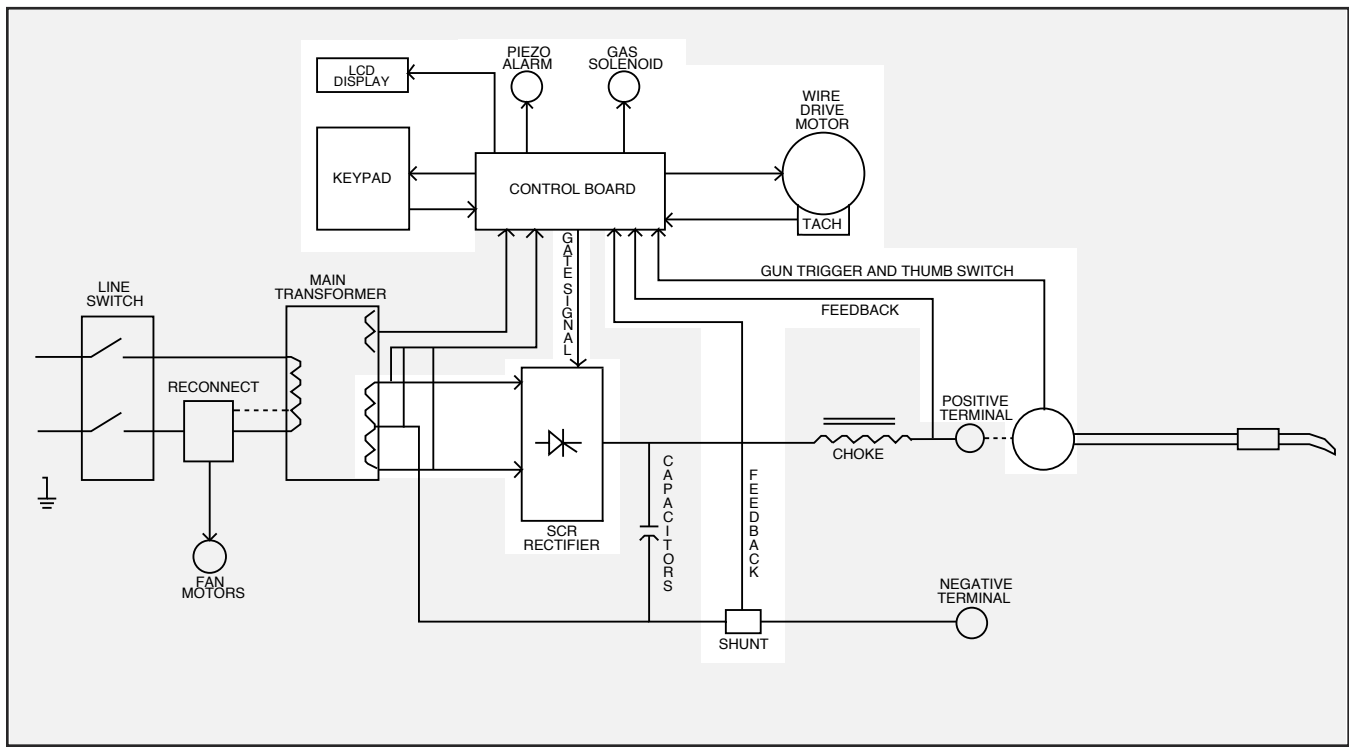 PIEZO
ALARM
GAS
SOLENOID
LCD
DISPLAY
WIRE
DRIVE
MOTOR
KEYPAD
CONTROL BOARD
TACH
GATE SIGNAL
GUN TRIGGER AND THUMB SWITCH
FEEDBACK
LINE
SWITCH
MAIN
TRANSFORMER
RECONNECT
POSITIVE
TERMINAL
CHOKE
CAPACITORS
FEEDBACK
SCR
RECTIFIER
FAN
MOTORS
NEGATIVE
TERMINAL
SHUNT